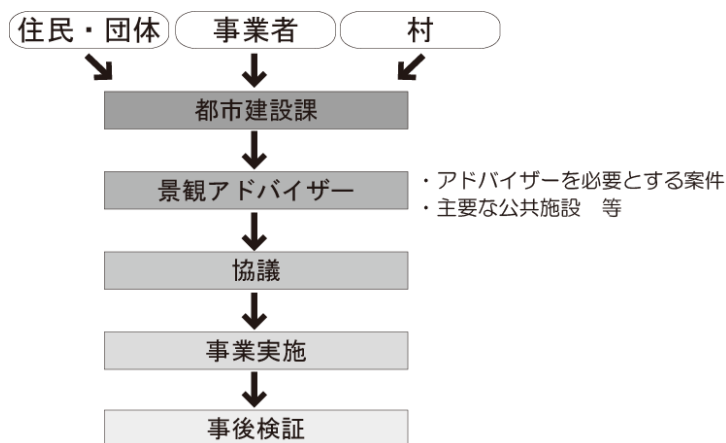 住民・団体
事業者
村
都市建設課
景観アドバイザー
・アドバイザーを必要とする案件
・主要な公共施設　等
協議
事業実施
事後検証